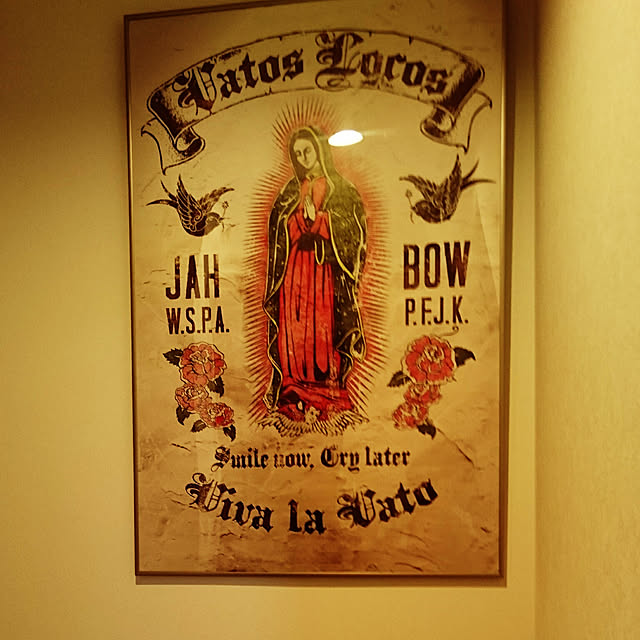 Vatos Locos
JAH
W.S.P.A.
BOW
P.F.J.K.
Smile now, Cry later
Viva la Vato